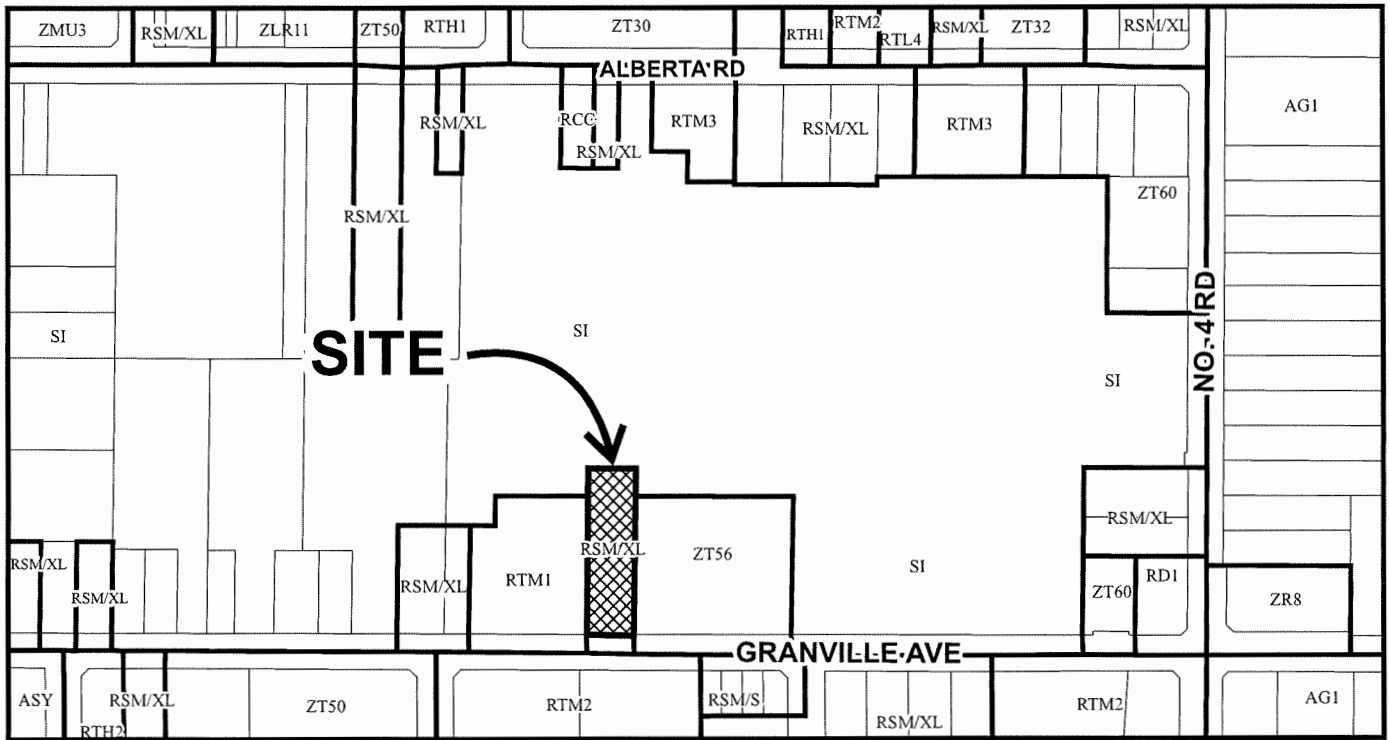 ZMU3
RSM/XL
ZLR11
ZT50
RTH1
ZT30
RTH1
RTM2
RTL4
RSM/XL
ZT32
RSM/XL
ALBERTA RD
RSM/XL
RCC
RSM/XL
RTM3
RSM/XL
RTM3
AG1
ZT60
RSM/XL
NO. 4 RD
SI
SITE
SI
SI
RSM/XL
RSM/XL
RSM/XL
RSM/XL
RTM1
RSM/XL
ZT56
SI
ZT60
RD1
ZR8
GRANVILLE AVE
ASY
RTH2
RSM/XL
ZT50
RTM2
RSM/S
RSM/XL
RTM2
AG1